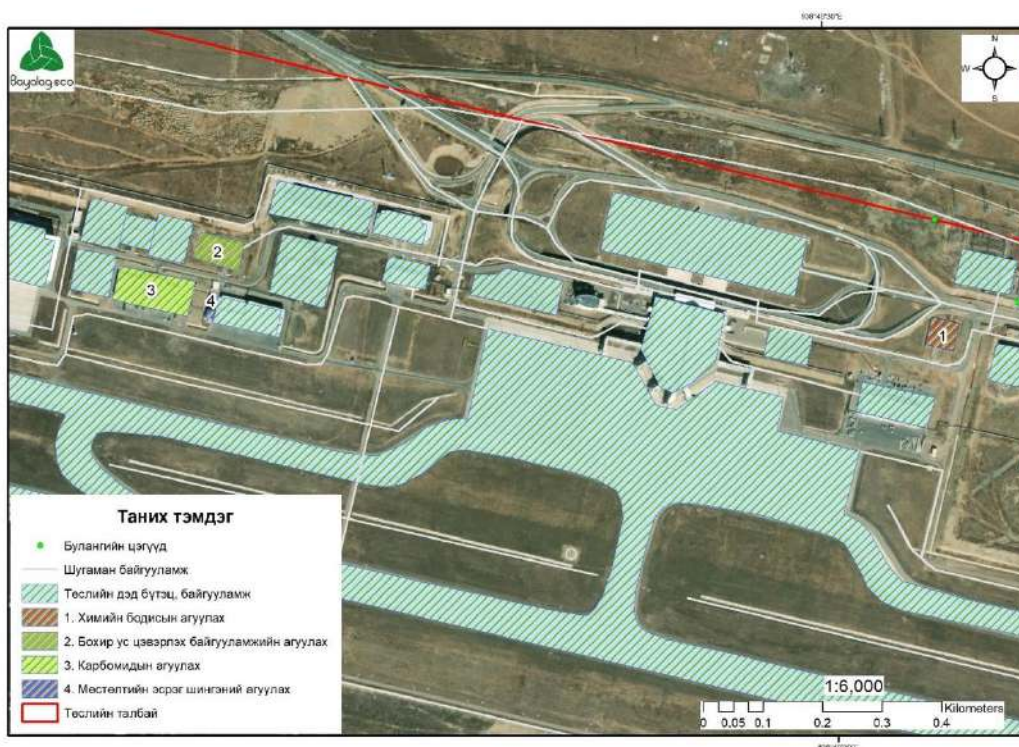 Bayalag eco
N
W
S
2
3
4
1
Таних тэмдэг
Булангийн цэгүүд
Шугаман байгууламж
Төслийн дэд бүтэц, байгууламж
1. Химийн бодисын агуулах
2. Бохир ус цэвэрлэх байгууламжийн агуулах
3. Карбомидын агуулах
4. Мөстөлтийн эсрэг шингэний агуулах
Төслийн талбай
1:6,000
Kilometers
0 0.05 0.1 0.2 0.3 0.4